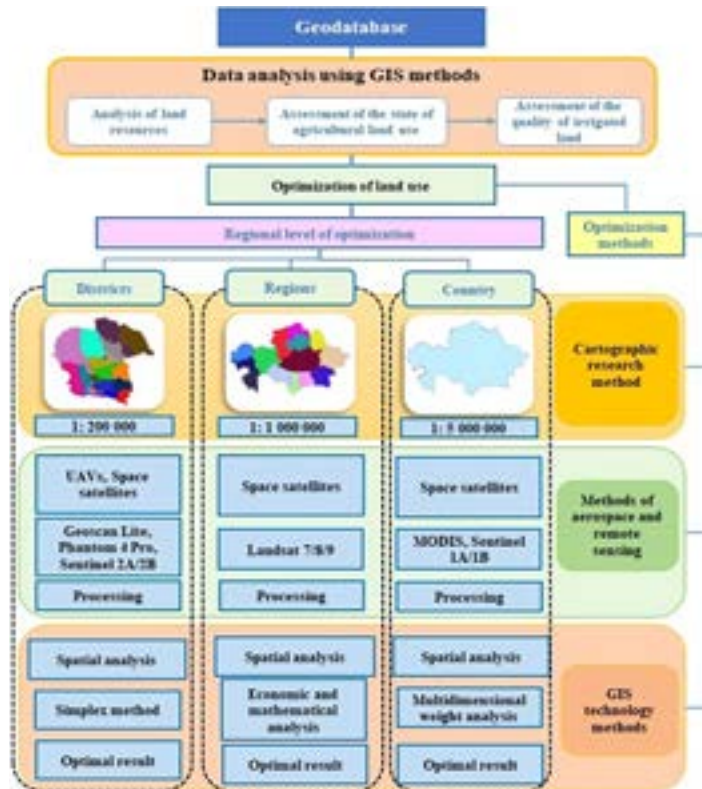 Geodatabase
Data analysis using GIS methods
Analysis of land
resources
Assessment of the state of
agricultural land use
Assessment of the
quality of irrigated
land
Optimization of land use
Regional level of optimization
Optimization
methods
Districts
Regions
Country
Cartographic
research
method
1: 200 000
1: 1 000 000
1: 5 000 000
UAVs, Space
satellites
Space satellites
Space satellites
Methods of
aerospace and
remote
sensing
Geoscan Lite,
Phantom 4 Pro,
Sentinel 2A/2B
Landsat 7/8/9
MODIS, Sentinel
1A/1B
Processing
Processing
Processing
Spatial analysis
Spatial analysis
Spatial analysis
GIS
technology
methods
Simplex method
Economic and
mathematical
analysis
Multidimensional
weight analysis
Optimal result
Optimal result
Optimal result